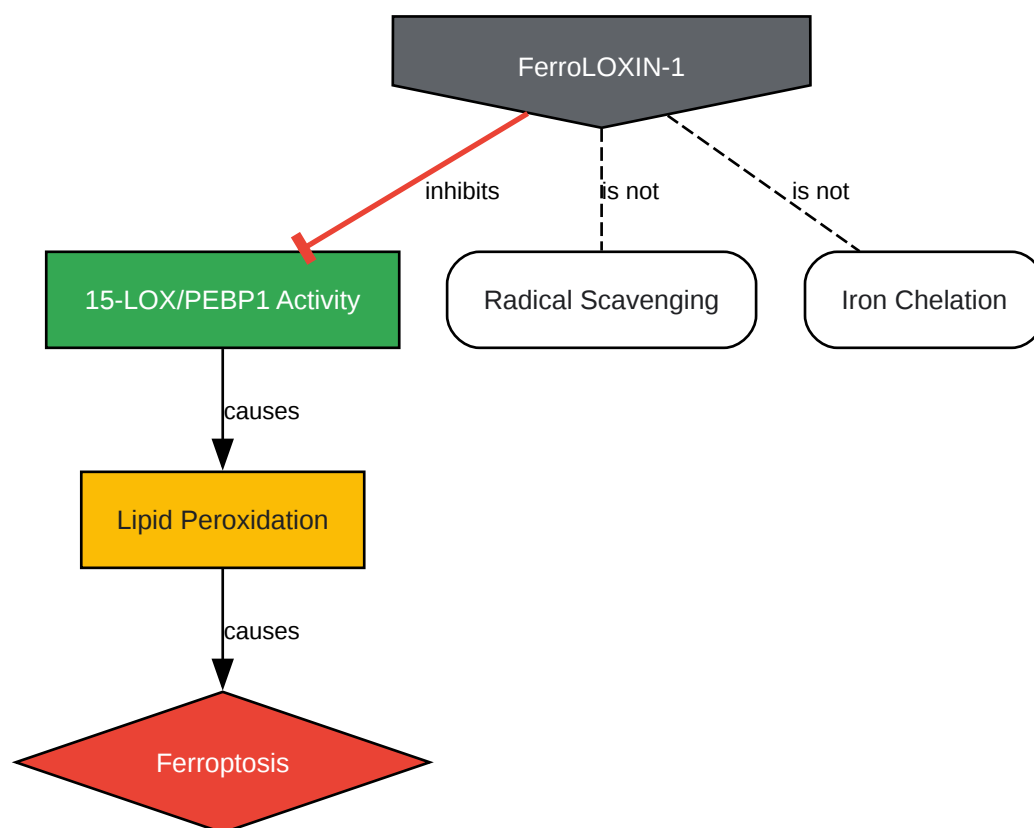 FerroLOXIN-1
inhibits
is not
is not
15-LOX/PEBP1 Activity
Radical Scavenging
Iron Chelation
causes
Lipid Peroxidation
causes
Ferroptosis